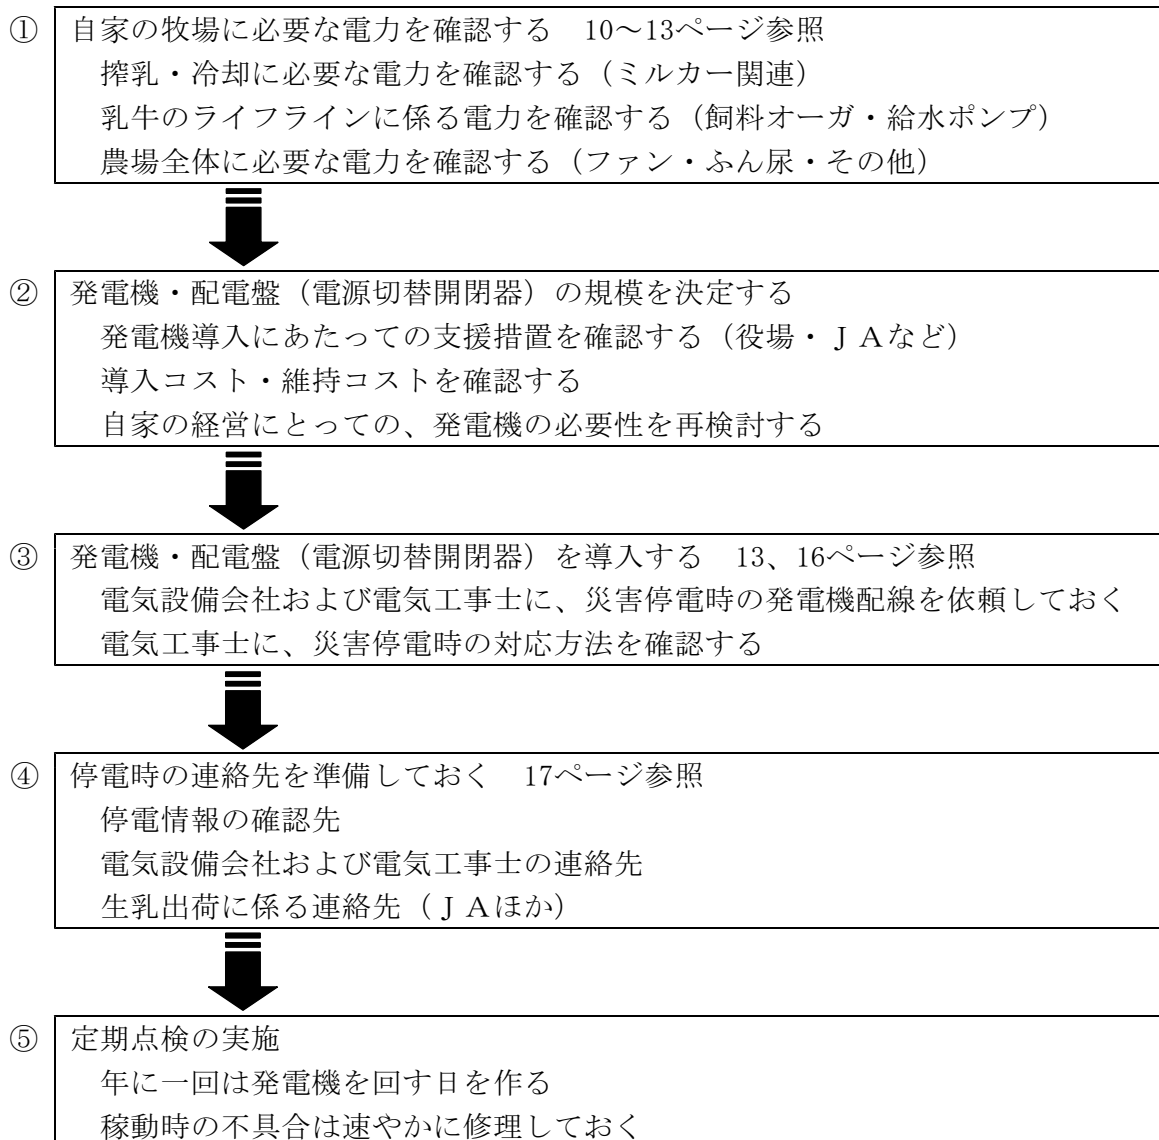 ① 自家の牧場に必要な電力を確認する　10～13ページ参照
搾乳・冷却に必要な電力を確認する（ミルカー関連）
乳牛のライフラインに係る電力を確認する（飼料オーガ・給水ポンプ）
農場全体に必要な電力を確認する（ファン・ふん尿・その他）
② 発電機・配電盤（電源切替開閉器）の規模を決定する
発電機導入にあたっての支援措置を確認する（役場・ＪＡなど）
導入コスト・維持コストを確認する
自家の経営にとっての、発電機の必要性を再検討する
③ 発電機・配電盤（電源切替開閉器）を導入する　13、16ページ参照
電気設備会社および電気工事士に、災害停電時の発電機配線を依頼しておく
電気工事士に、災害停電時の対応方法を確認する
④ 停電時の連絡先を準備しておく　17ページ参照
停電情報の確認先
電気設備会社および電気工事士の連絡先
生乳出荷に係る連絡先（ＪＡほか）
⑤ 定期点検の実施
年に一回は発電機を回す日を作る
稼動時の不具合は速やかに修理しておく